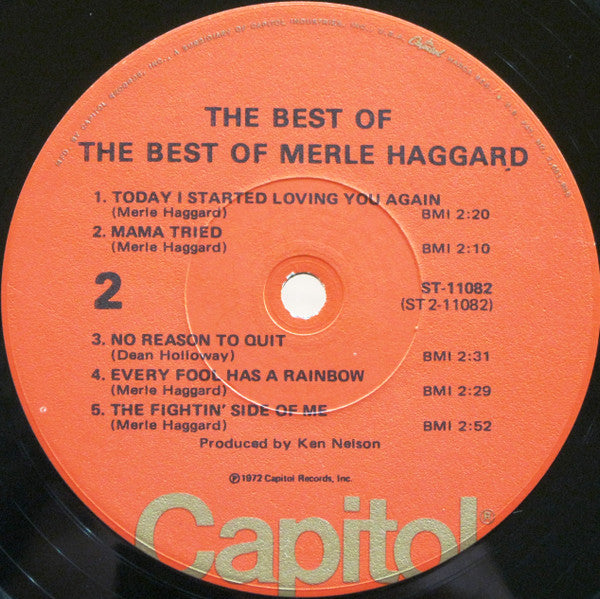 THE BEST OF
THE BEST OF MERLE HAGGARD
1. TODAY I STARTED LOVING YOU AGAIN
(Merle Haggard) BMI 2:20
2. MAMA TRIED
(Merle Haggard) BMI 2:10
2 ST-11082
(ST 2-11082)
3. NO REASON TO QUIT
(Dean Holloway) BMI 2:31
4. EVERY FOOL HAS A RAINBOW
(Merle Haggard) BMI 2:29
5. THE FIGHTIN' SIDE OF ME
(Merle Haggard) BMI 2:52
Produced by Ken Nelson
Ⓟ1972 Capitol Records, Inc.
Capitol®